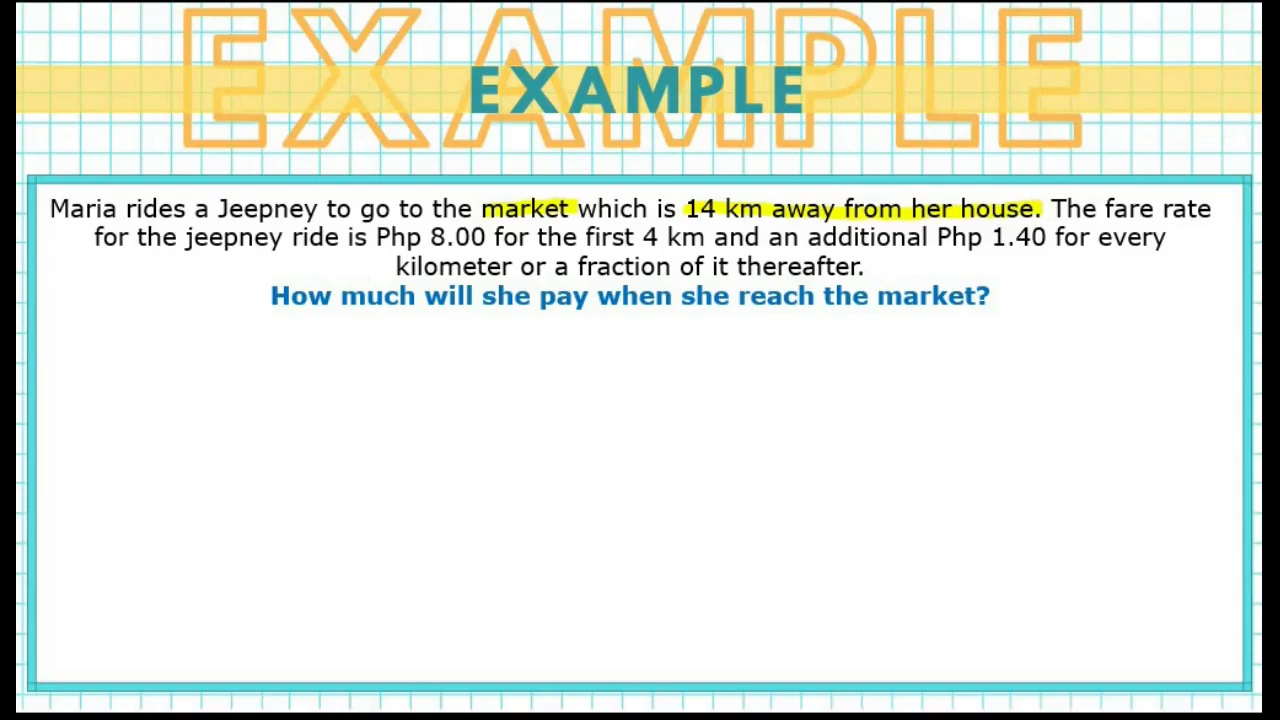 EXAMPLE
EXAMPLE
Maria rides a Jeepney to go to the market which is 14 km away from her house. The fare rate
for the jeepney ride is Php 8.00 for the first 4 km and an additional Php 1.40 for every
kilometer or a fraction of it thereafter.
How much will she pay when she reach the market?